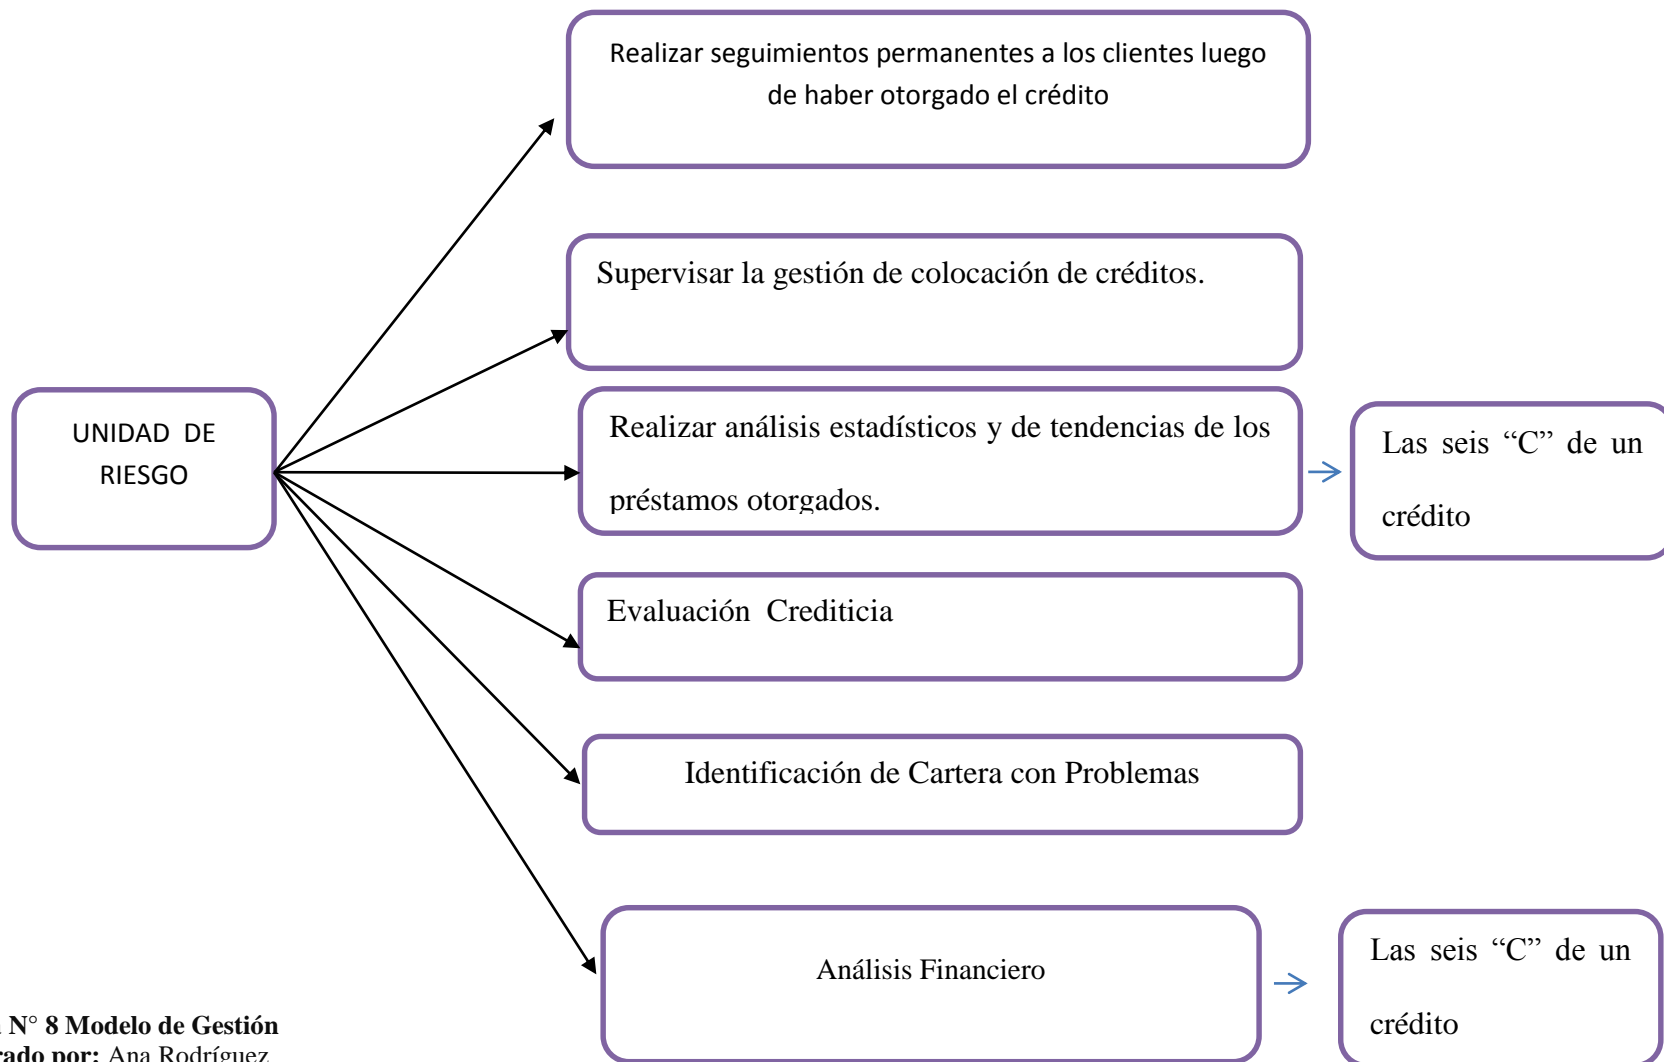 Realizar seguimientos permanentes a los clientes luego
de haber otorgado el crédito
Supervisar la gestión de colocación de créditos.
UNIDAD DE
RIESGO
Realizar análisis estadísticos y de tendencias de los
préstamos otorgados.
Las seis “C” de un
crédito
Evaluación Crediticia
Identificación de Cartera con Problemas
Análisis Financiero
Las seis “C” de un
crédito
N° 8 Modelo de Gestión
por: Ana Rodríguez